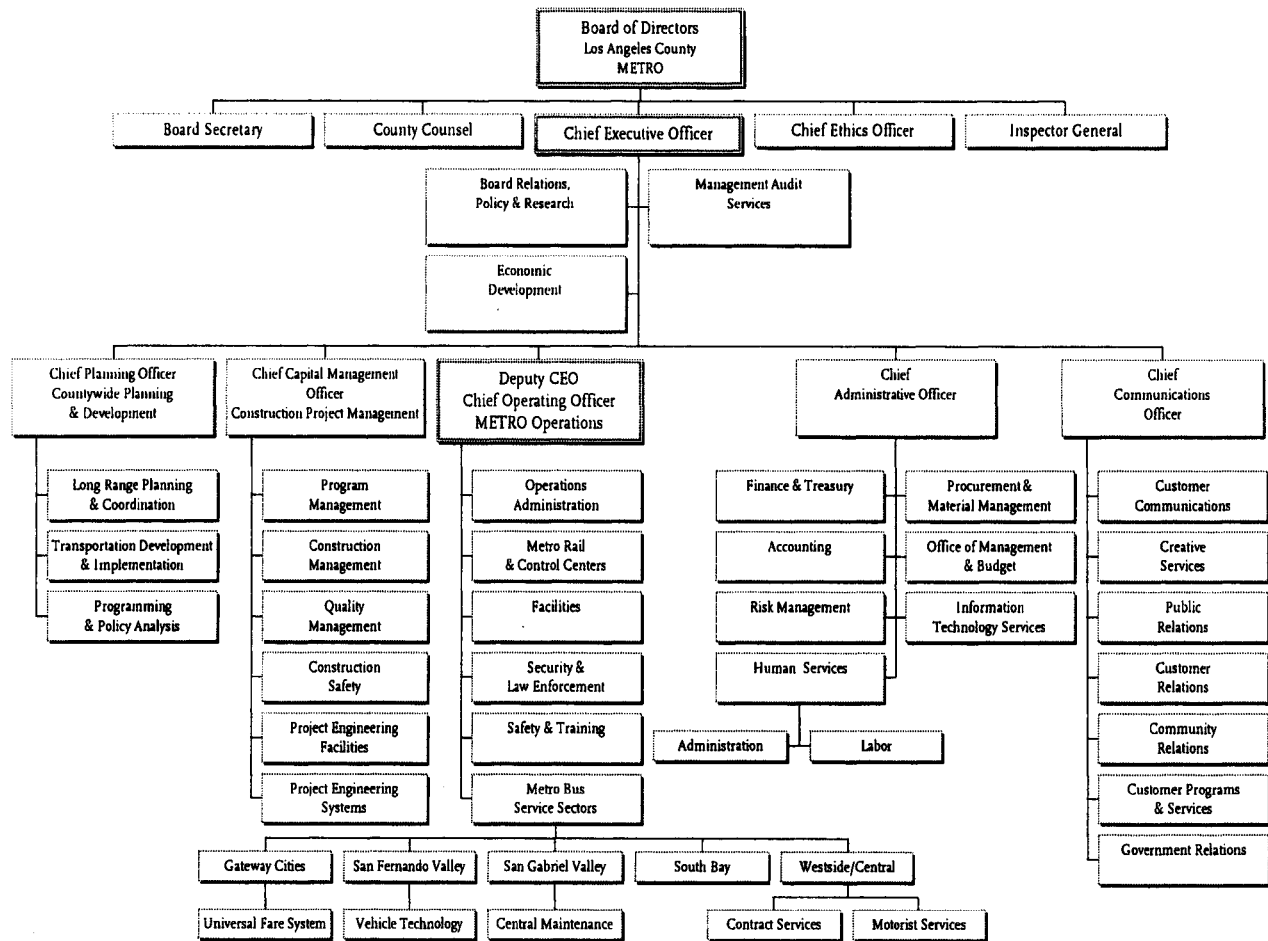 Board of Directors
Los Angeles County
METRO
Board Secretary
County Counsel
Chief Executive Officer
Chief Ethics Officer
Inspector General
Board Relations,
Policy & Research
Management Audit
Services
Economic
Development
Chief Planning Officer
Countywide Planning
& Development
Chief Capital Management
Officer
Construction Project Management
Deputy CEO
Chief Operating Officer
METRO Operations
Chief
Administrative Officer
Chief
Communications
Officer
Long Range Planning
& Coordination
Transportation Development
& Implementation
Programming
& Policy Analysis
Program
Management
Construction
Management
Quality
Management
Construction
Safety
Project Engineering
Facilities
Project Engineering
Systems
Operations
Administration
Metro Rail
& Control Centers
Facilities
Security &
Law Enforcement
Safety & Training
Metro Bus
Service Sectors
Finance & Treasury
Accounting
Risk Management
Human Services
Procurement &
Material Management
Office of Management
& Budget
Information
Technology Services
Administration
Labor
Customer
Communications
Creative
Services
Public
Relations
Customer
Relations
Community
Relations
Customer Programs
& Services
Government Relations
Gateway Cities
San Fernando Valley
San Gabriel Valley
South Bay
Westside/Central
Universal Fare System
Vehicle Technology
Central Maintenance
Contract Services
Motorist Services